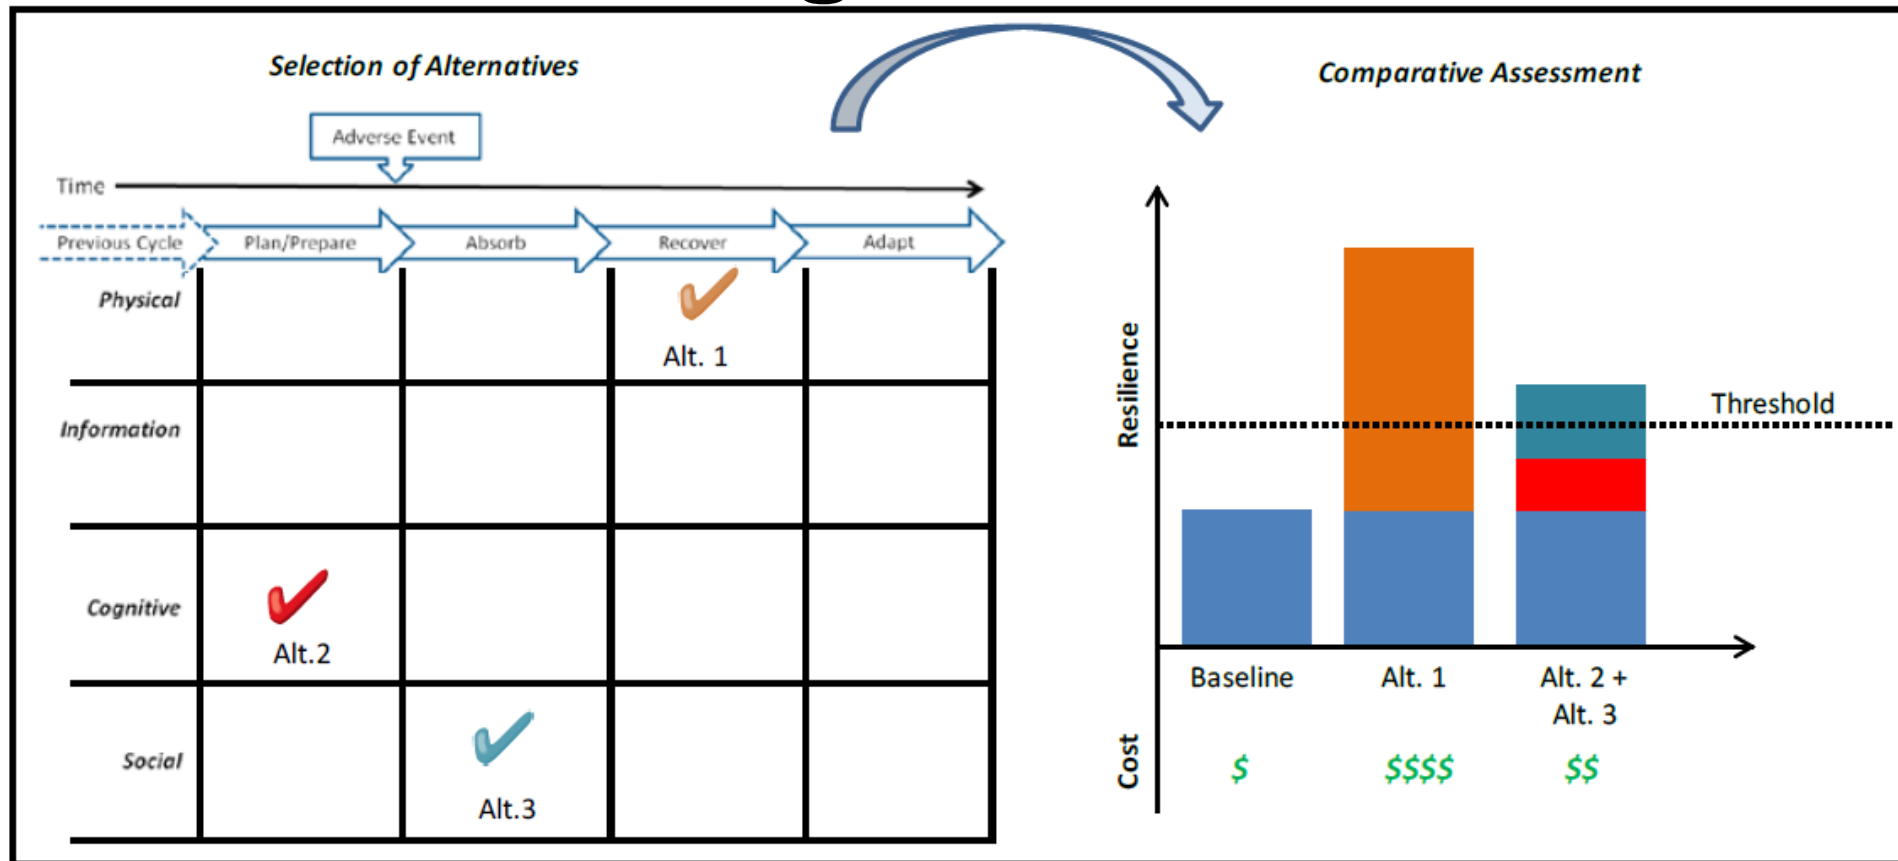 Selection of Alternatives
Comparative Assessment
Adverse Event
Time
Previous Cycle
Plan/Prepare
Absorb
Recover
Adapt
Physical
Alt. 1
Information
Cognitive
Alt.2
Social
Alt.3
Resilience
Threshold
Baseline
Alt. 1
Alt. 2 +
Alt. 3
Cost
$
$$$$
$$